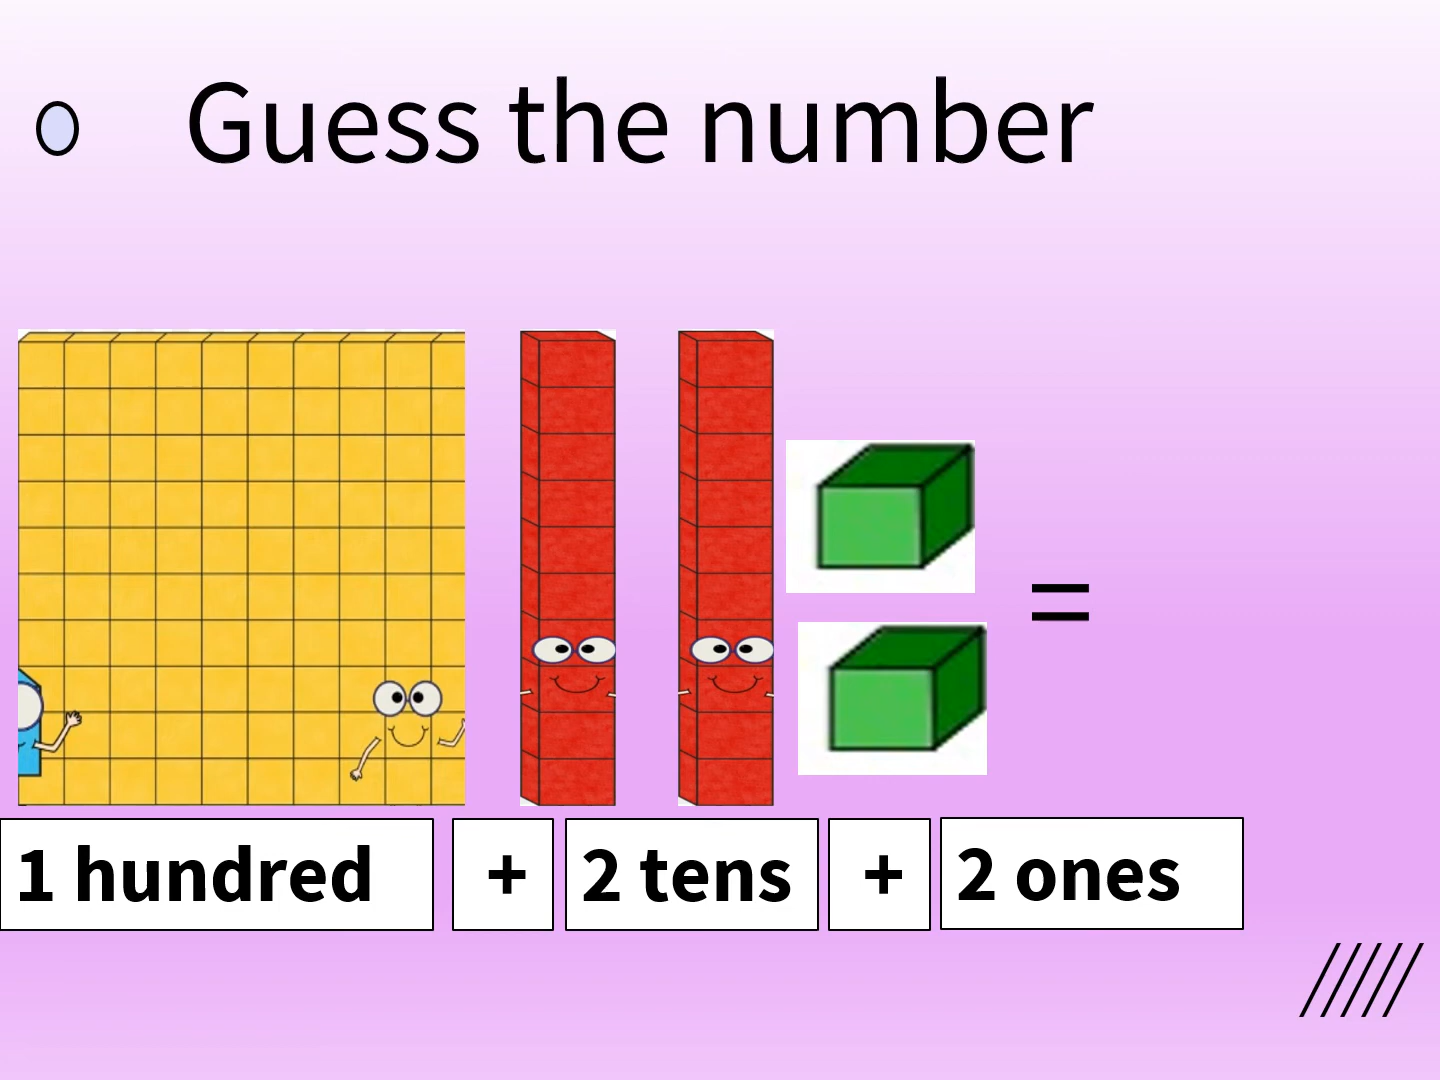 Guess the number
=
1 hundred + 2 tens + 2 ones